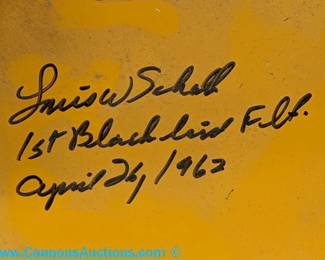 Louis W Schalk
1st Blackbird Flt.
April 26, 1962
www.CannonsAuctions.com ©